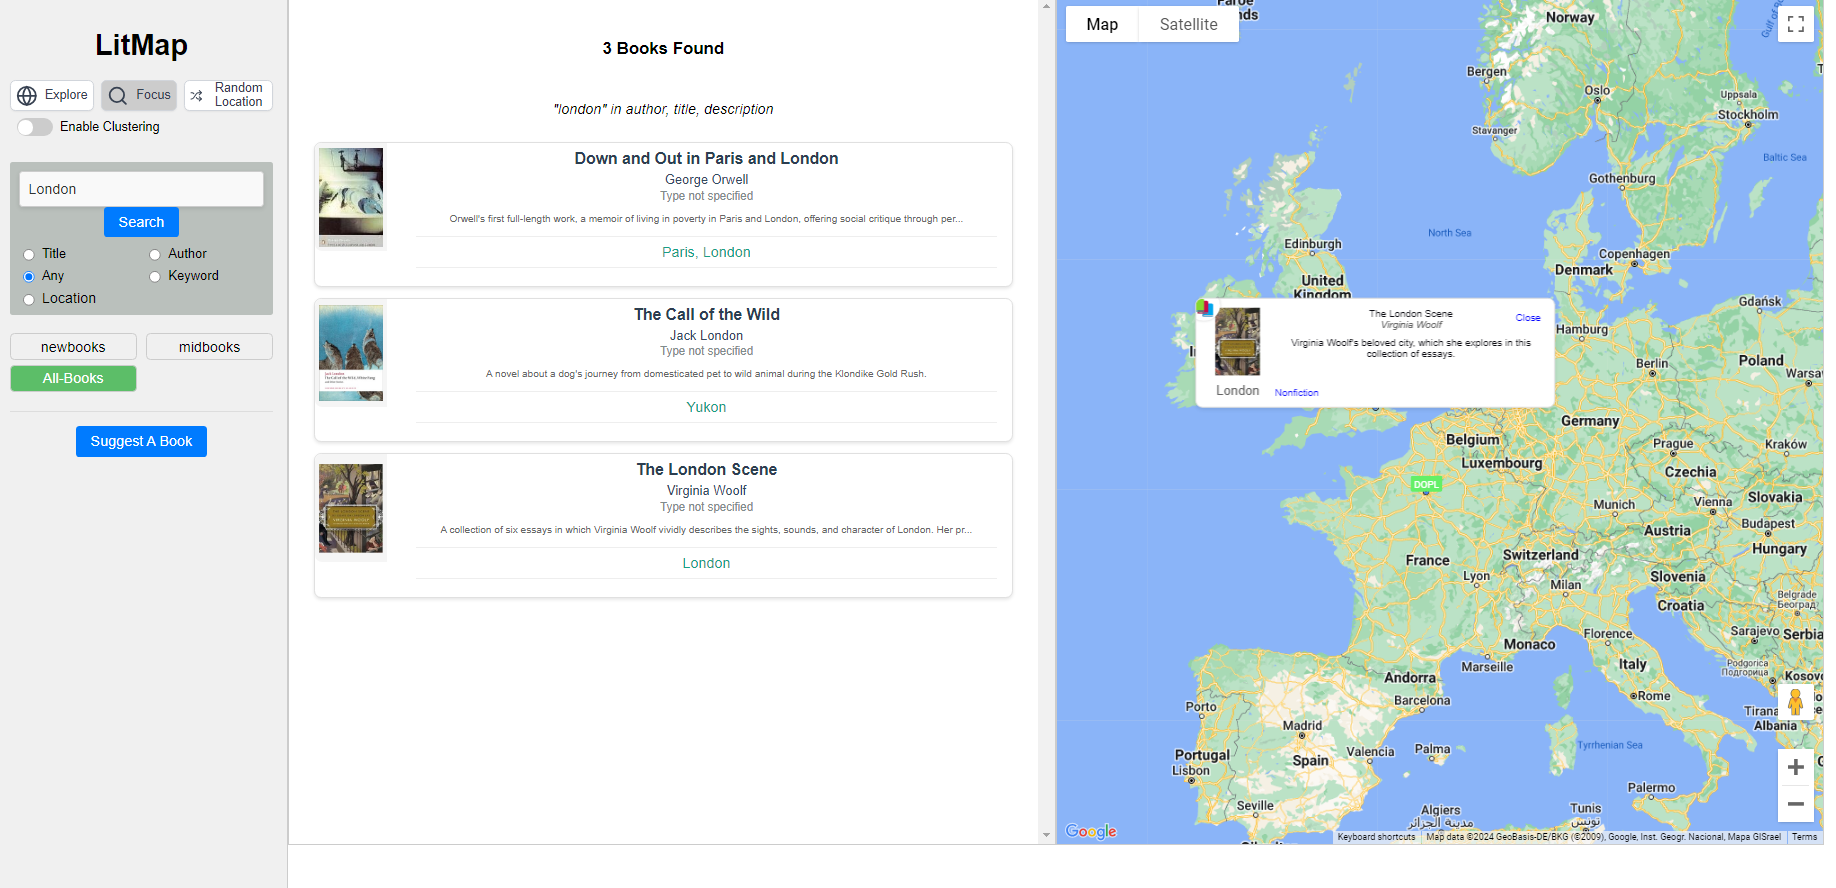 LitMap
Explore
Focus
Random
Location
Enable Clustering
London
Search
Title
Author
Any
Keyword
Location
newbooks
midbooks
All-Books
Suggest A Book
3 Books Found
"london" in author, title, description
Down and Out in Paris and London
George Orwell
Type not specified
Orwell's first full-length work, a memoir of living in poverty in Paris and London, offering social critique through per...
Paris, London
The Call of the Wild
Jack London
Type not specified
A novel about a dog's journey from domesticated pet to wild animal during the Klondike Gold Rush.
Yukon
The London Scene
Virginia Woolf
Type not specified
A collection of six essays in which Virginia Woolf vividly describes the sights, sounds, and character of London. Her pr...
London
Map
Satellite
Norway
Bergen
Oslo
Uppsala
Stockholm
Stavanger
Baltic Sea
Gothenburg
North Sea
Edinburgh
Copenhagen
Denmark
United
Kingdom
Gdańsk
Hamburg
The London Scene
Virginia Woolf
Close
Virginia Woolf's beloved city, which she explores in this
collection of essays.
London
Nonfiction
Berlin
Poland
Warsa
Germany
Belgium
Prague
Kraków
Luxembourg
Czechia
DOPL
Munich
Vienna
Slovakia
Austria
Budapest
Hungary
France
Switzerland
Lyon
Milan
Slovenia
Croatia
Belgrade
Београд
Florence
Sarajevo
Serbia
Monaco
Marseille
Italy
Podgorica
Подгорица
Kosovo
Andorra
Barcelona
Rome
Porto
Tirana
Albania
Madrid
Valencia
Palma
Tyrrhenian Sea
Portugal
Spain
Lisbon
Palermo
Seville
Algiers
مدينة الجزائر
Tunis
تونس
Google
Keyboard shortcuts
Map data ©2024 GeoBasis-DE/BKG (©2009), Google, Inst. Geogr. Nacional, Mapa GISrael
Terms